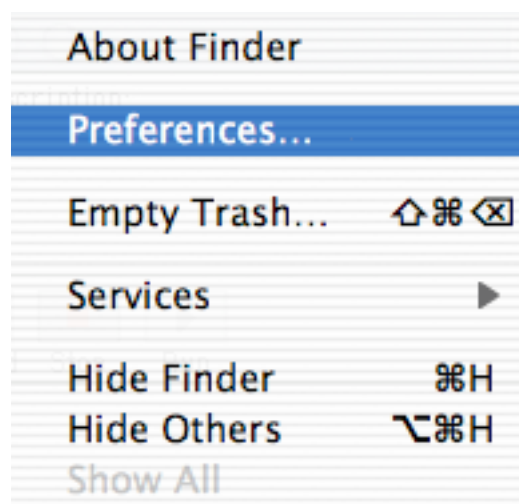 About Finder
Preferences...
Empty Trash... ⇧⌘⌫
Services ▶
Hide Finder ⌘H
Hide Others ⌥⌘H
Show All